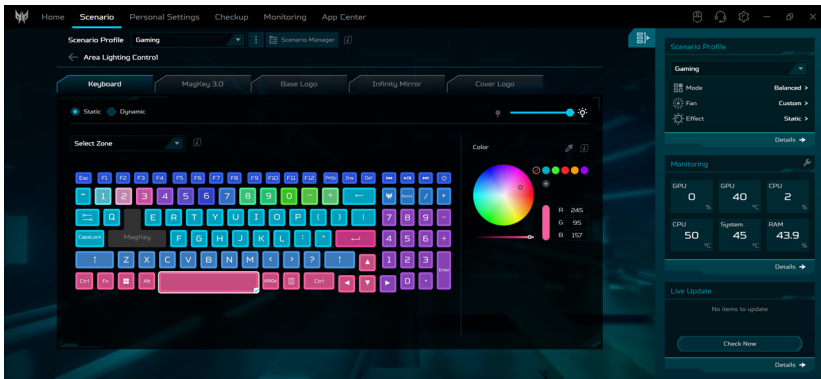 Home Scenario Personal Settings Checkup Monitoring App Center
Scenario Profile Gaming Scenario Manager
Area Lighting Control
Keyboard MagKey 3.0 Base Logo Infinity Mirror Cover Logo
Static Dynamic
Select Zone
Color
Esc F1 F2 F3 F4 F5 F6 F7 F8 F9 F10 F11 F12 PrtSc Ins Del
~ 1 2 3 4 5 6 7 8 9 0 - + ← NumLk / *
Q E R T Y U I O P { } | 7 8 9 -
CapsLock MagKey F G H J K L : " 4 5 6 +
↑ Z X C V B N M < > ? ↑ ▲ 1 2 3 Enter
Ctrl Fn Alt AltGr Ctrl ◄ ▼ ► 0 .
R 245
G 95
B 157
Scenario Profile
Gaming
Mode Balanced >
Fan Custom >
Effect Static >
Details →
Monitoring
GPU GPU CPU
0 % 40 °C 2 %
CPU System RAM
50 °C 45 °C 43.9 %
Details →
Live Update
No items to update
Check Now
Details →